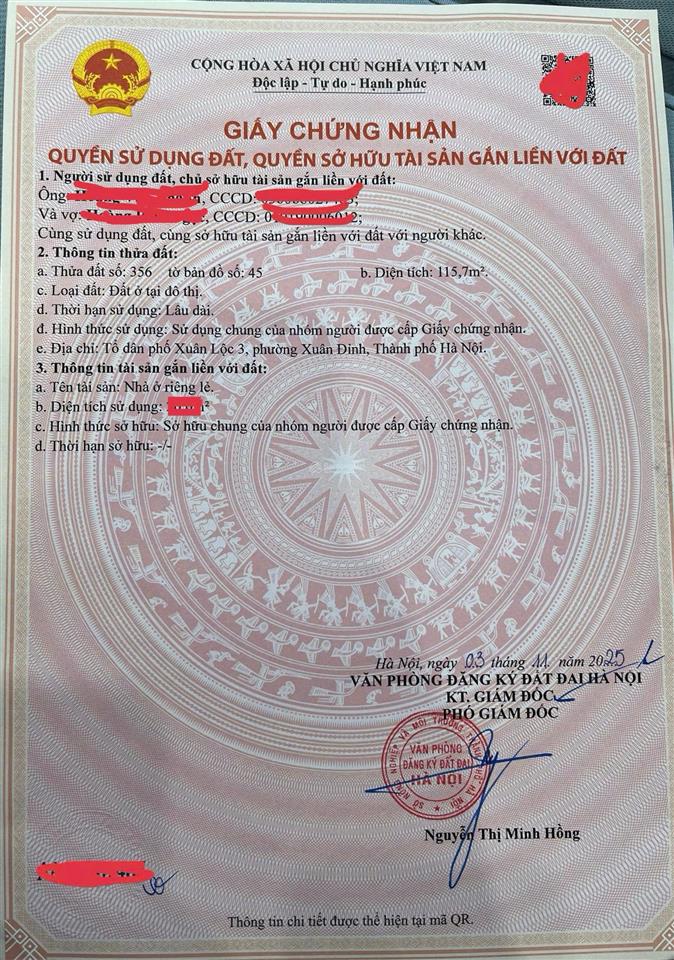 CỘNG HÒA XÃ HỘI CHỦ NGHĨA VIỆT NAM
Độc lập - Tự do - Hạnh phúc
GIẤY CHỨNG NHẬN
QUYỀN SỬ DỤNG ĐẤT, QUYỀN SỞ HỮU TÀI SẢN GẮN LIỀN VỚI ĐẤT
1. Người sử dụng đất, chủ sở hữu tài sản gắn liền với đất:
Ông CCCD:
Và vợ: CCCD:
Cùng sử dụng đất, cùng sở hữu tài sản gắn liền với đất với người khác.
2. Thông tin thửa đất:
a. Thửa đất số: 356 tờ bản đồ số: 45 b. Diện tích: 115,7m².
c. Loại đất: Đất ở tại đô thị.
d. Thời hạn sử dụng: Lâu dài.
đ. Hình thức sử dụng: Sử dụng chung của nhóm người được cấp Giấy chứng nhận.
e. Địa chỉ: Tổ dân phố Xuân Lộc 3, phường Xuân Đỉnh, Thành phố Hà Nội.
3. Thông tin tài sản gắn liền với đất:
a. Tên tài sản: Nhà ở riêng lẻ.
b. Diện tích sử dụng:
c. Hình thức sở hữu: Sở hữu chung của nhóm người được cấp Giấy chứng nhận.
d. Thời hạn sở hữu: -/-
Hà Nội, ngày 03 tháng 11 năm 2025
VĂN PHÒNG ĐĂNG KÝ ĐẤT ĐAI HÀ NỘI
KT. GIÁM ĐỐC
PHÓ GIÁM ĐỐC
SỞ NÔNG NGHIỆP VÀ MÔI TRƯỜNG THÀNH PHỐ HÀ NỘI
VĂN PHÒNG
ĐĂNG KÝ ĐẤT ĐAI
HÀ NỘI
Nguyễn Thị Minh Hồng
Thông tin chi tiết được thể hiện tại mã QR.